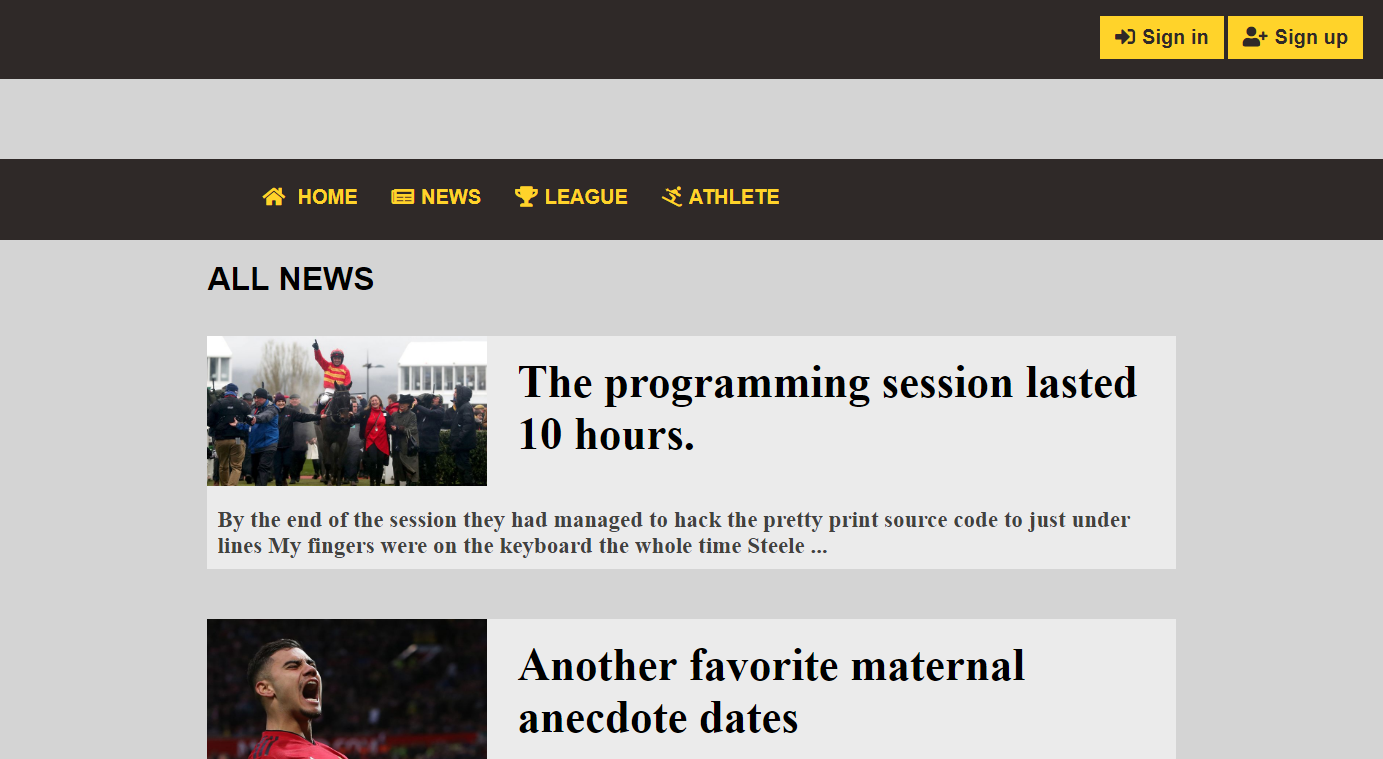 Sign in Sign up
HOME NEWS LEAGUE ATHLETE
ALL NEWS
The programming session lasted
10 hours.
By the end of the session they had managed to hack the pretty print source code to just under
lines My fingers were on the keyboard the whole time Steele ...
Another favorite maternal
anecdote dates